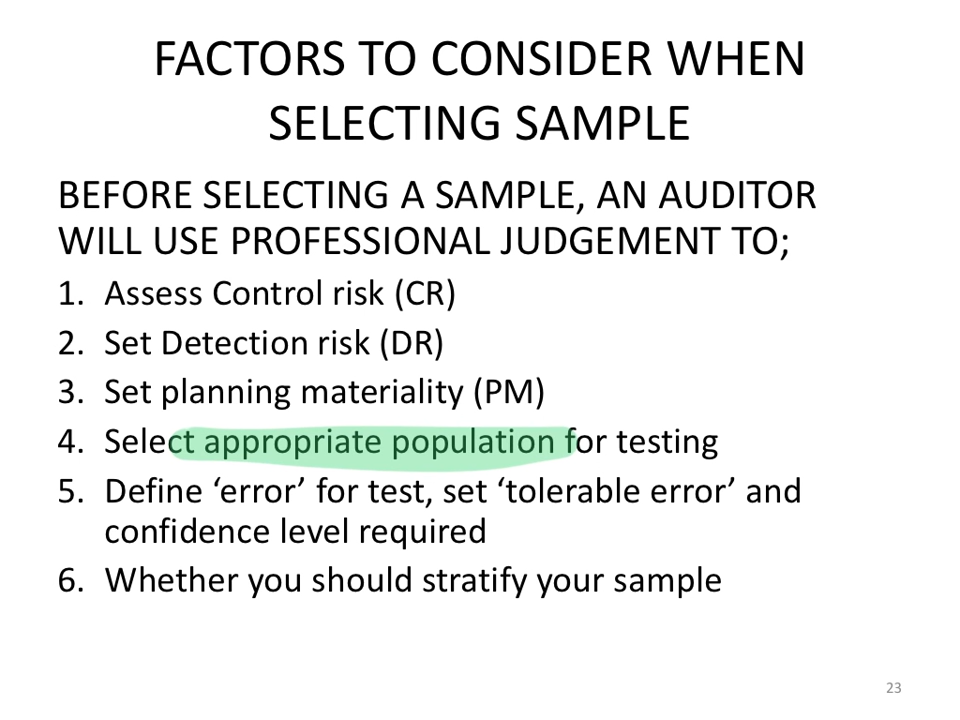 FACTORS TO CONSIDER WHEN
SELECTING SAMPLE
BEFORE SELECTING A SAMPLE, AN AUDITOR
WILL USE PROFESSIONAL JUDGEMENT TO;
1. Assess Control risk (CR)
2. Set Detection risk (DR)
3. Set planning materiality (PM)
4. Select appropriate population for testing
5. Define ‘error’ for test, set ‘tolerable error’ and
confidence level required
6. Whether you should stratify your sample
23